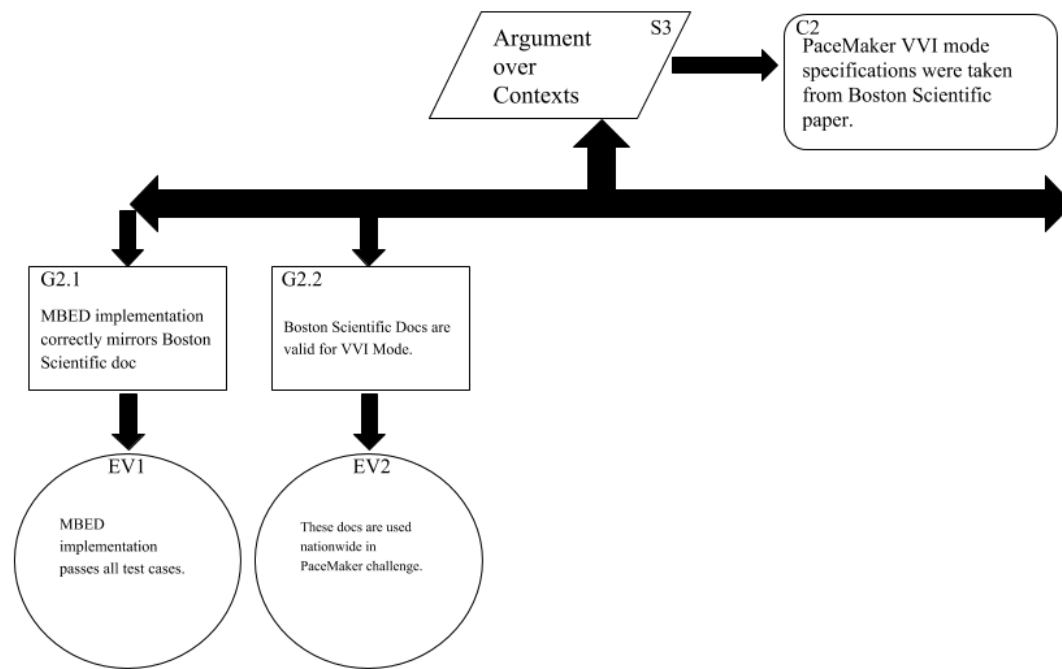 S3
Argument
over
Contexts
C2
PaceMaker VVI mode
specifications were taken
from Boston Scientific
paper.
G2.1
MBED implementation
correctly mirrors Boston
Scientific doc
G2.2
Boston Scientific Docs are
valid for VVI Mode.
EV1
MBED
implementation
passes all test cases.
EV2
These docs are used
nationwide in
PaceMaker challenge.